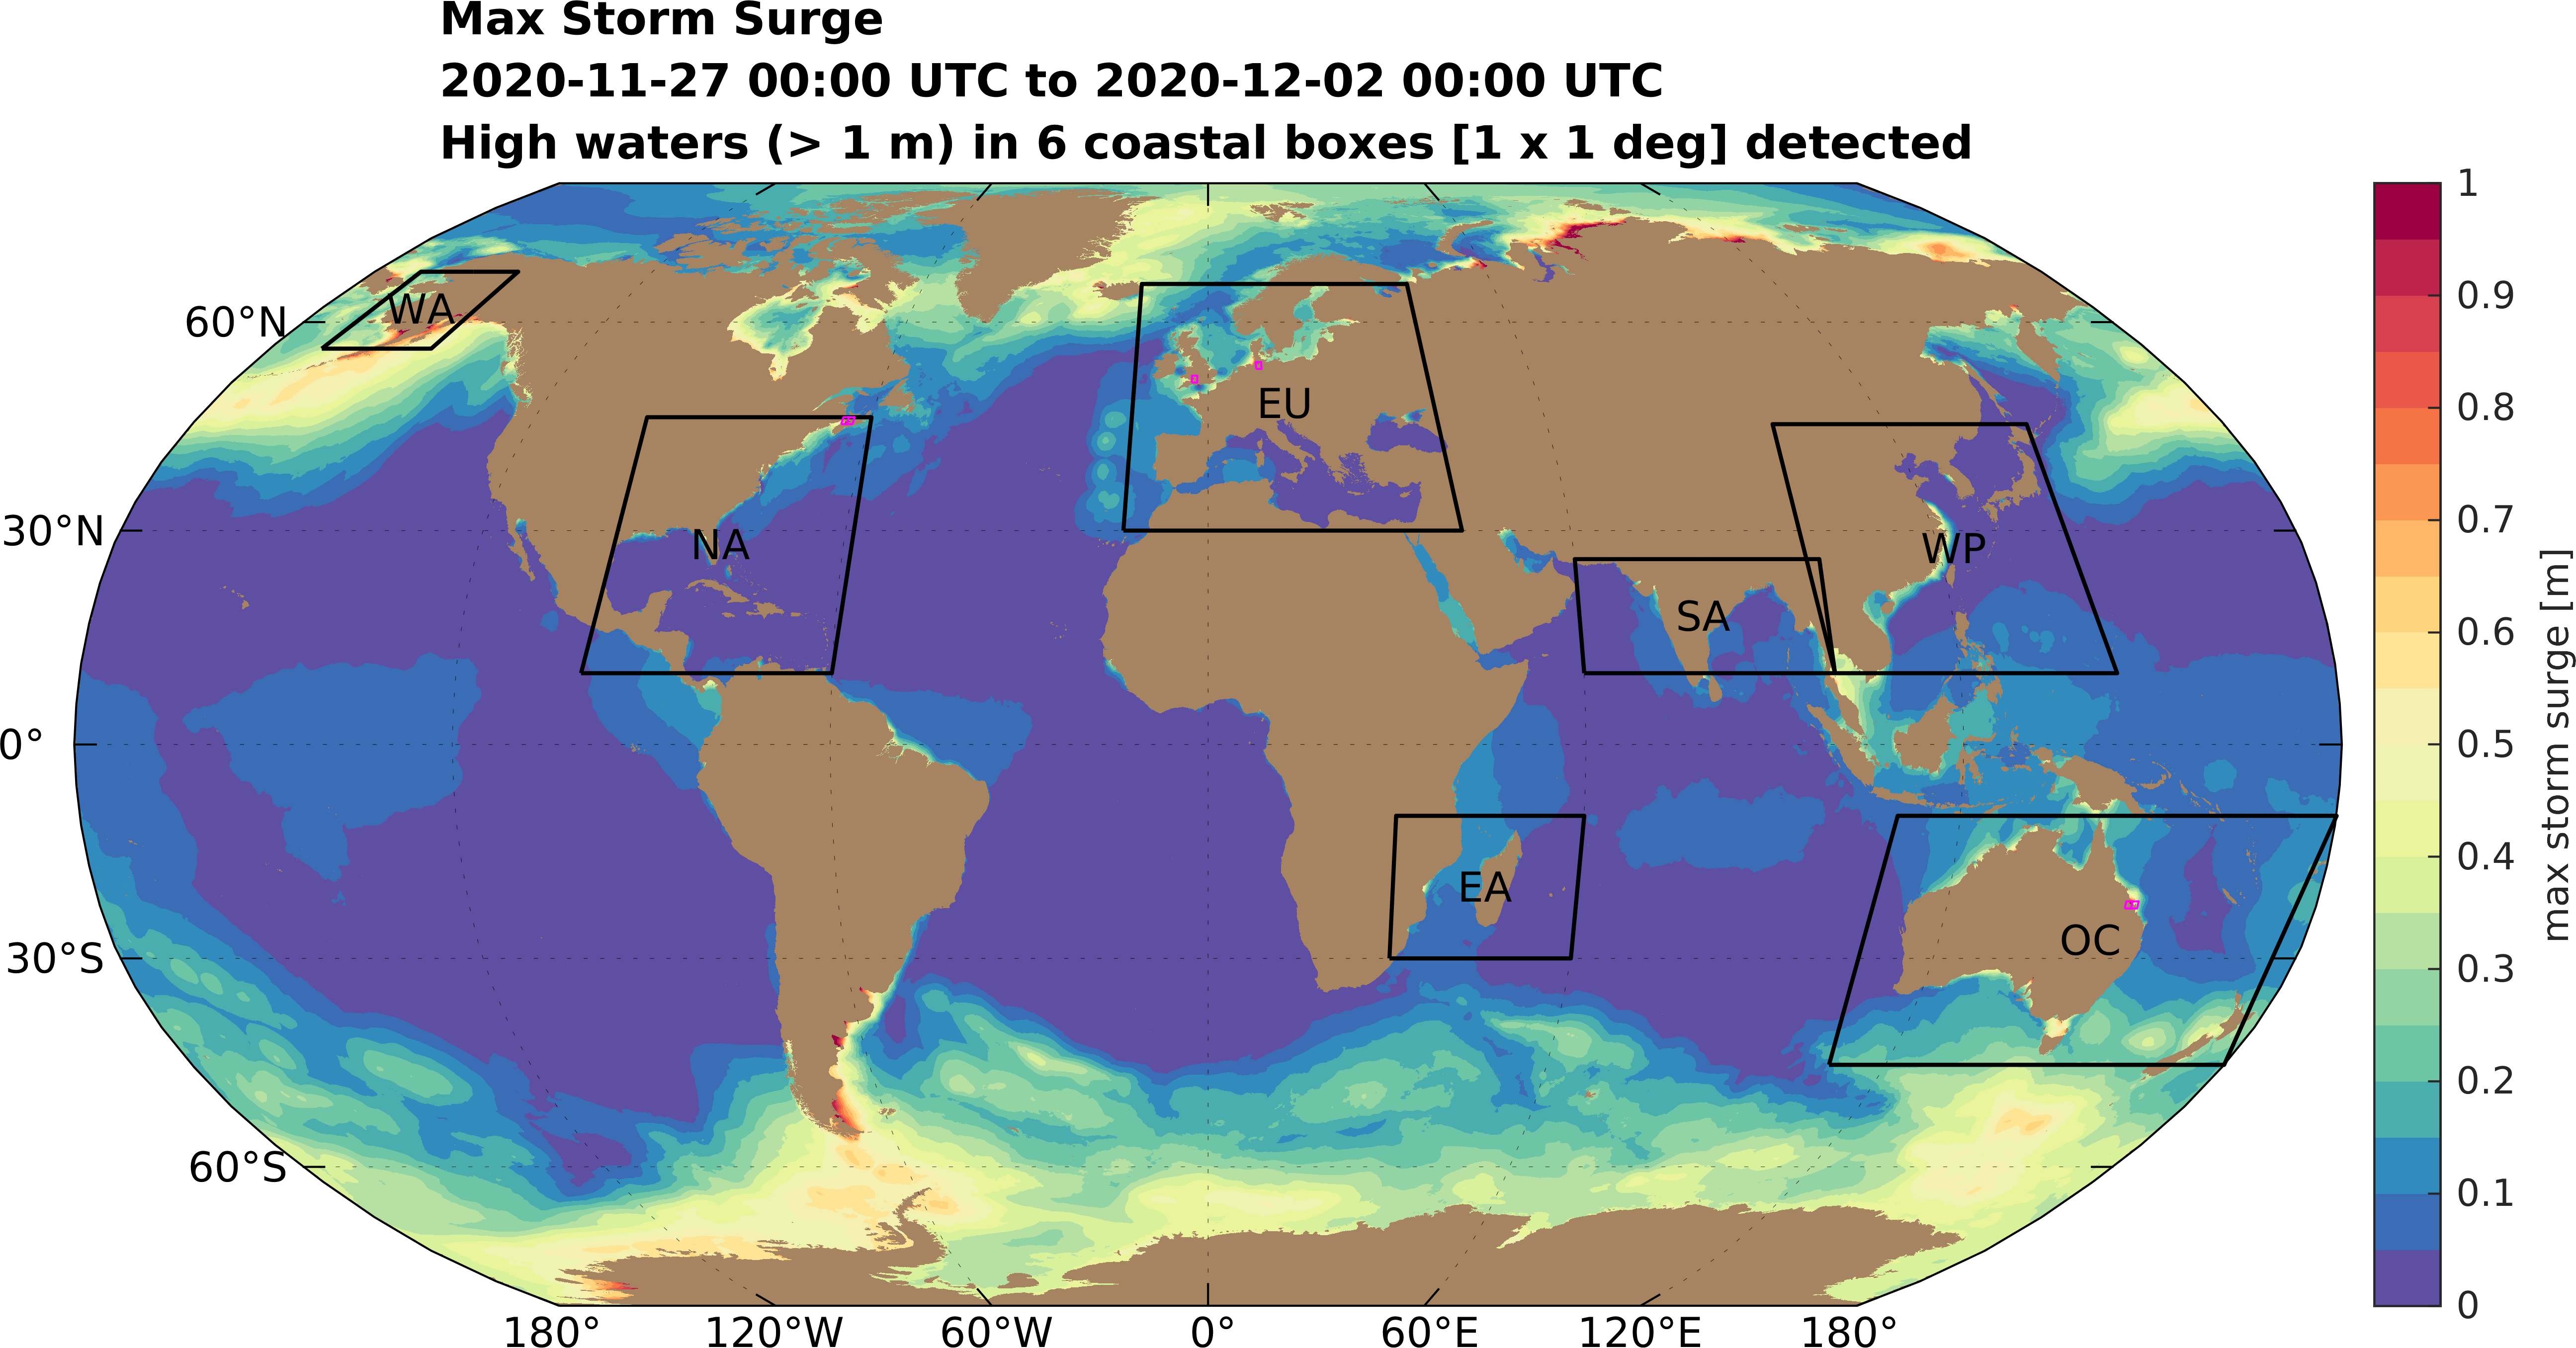 Max Storm Surge
2020-11-27 00:00 UTC to 2020-12-02 00:00 UTC
High waters (> 1 m) in 6 coastal boxes [1 x 1 deg] detected
60°N
30°N
0°
30°S
60°S
WA
NA
EU
SA
WP
EA
OC
180°
120°W
60°W
0°
60°E
120°E
180°
1
0.9
0.8
0.7
0.6
0.5
0.4
0.3
0.2
0.1
0
max storm surge [m]